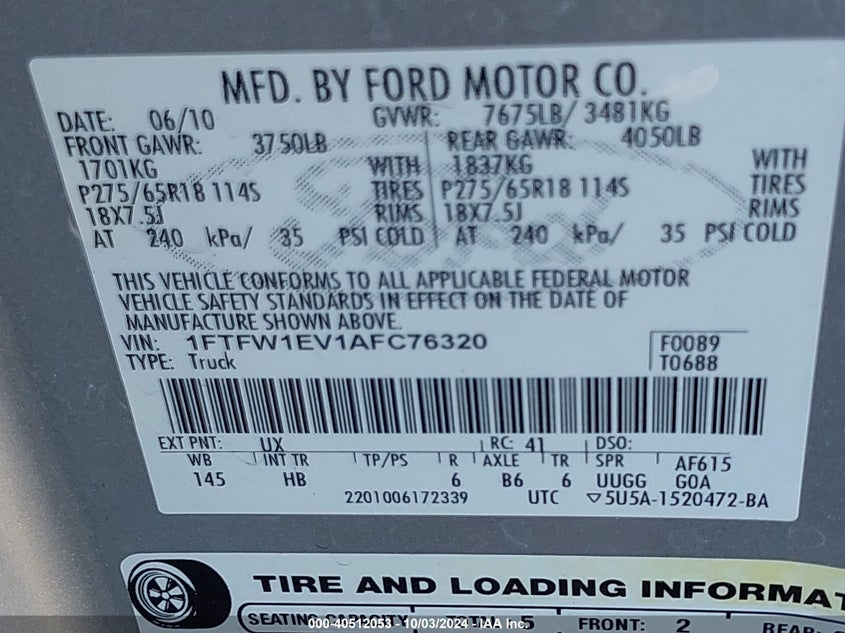 MFD. BY FORD MOTOR CO.
DATE: 06/10 GVWR: 7675LB/ 3481KG
FRONT GAWR: 3750LB REAR GAWR: 4050LB
1701KG WITH 1837KG WITH
P275/65R18 114S TIRES P275/65R18 114S TIRES
18X7.5J RIMS 18X7.5J RIMS
AT 240 kPa/ 35 PSI COLD AT 240 kPa/ 35 PSI COLD
THIS VEHICLE CONFORMS TO ALL APPLICABLE FEDERAL MOTOR
VEHICLE SAFETY STANDARDS IN EFFECT ON THE DATE OF
MANUFACTURE SHOWN ABOVE.
VIN: 1FTFW1EV1AFC76320 F0089
TYPE: Truck T0688
EXT PNT: UX RC: 41 DSO:
WB INT TR TP/PS R AXLE TR SPR AF615
145 HB 6 B6 6 UUGG G0A
2201006172339 UTC ▽5U5A-1520472-BA
TIRE AND LOADING INFORMAT
SEATING CAPACITY 5 FRONT: 2 REAR:
000-40512053 - 10/03/2024 - IAA Inc.